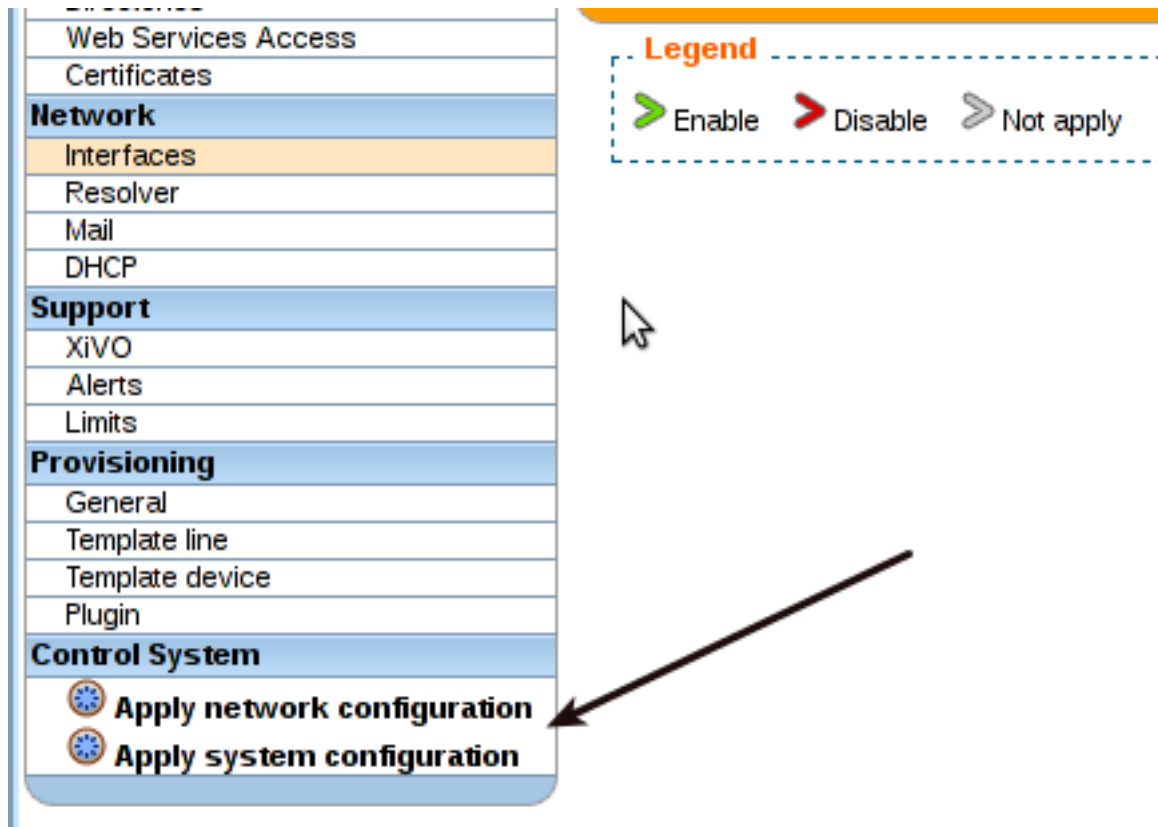 Web Services Access
Certificates
Network
Interfaces
Resolver
Mail
DHCP
Support
XiVO
Alerts
Limits
Provisioning
General
Template line
Template device
Plugin
Control System
Apply network configuration
Apply system configuration
Legend
Enable Disable Not apply